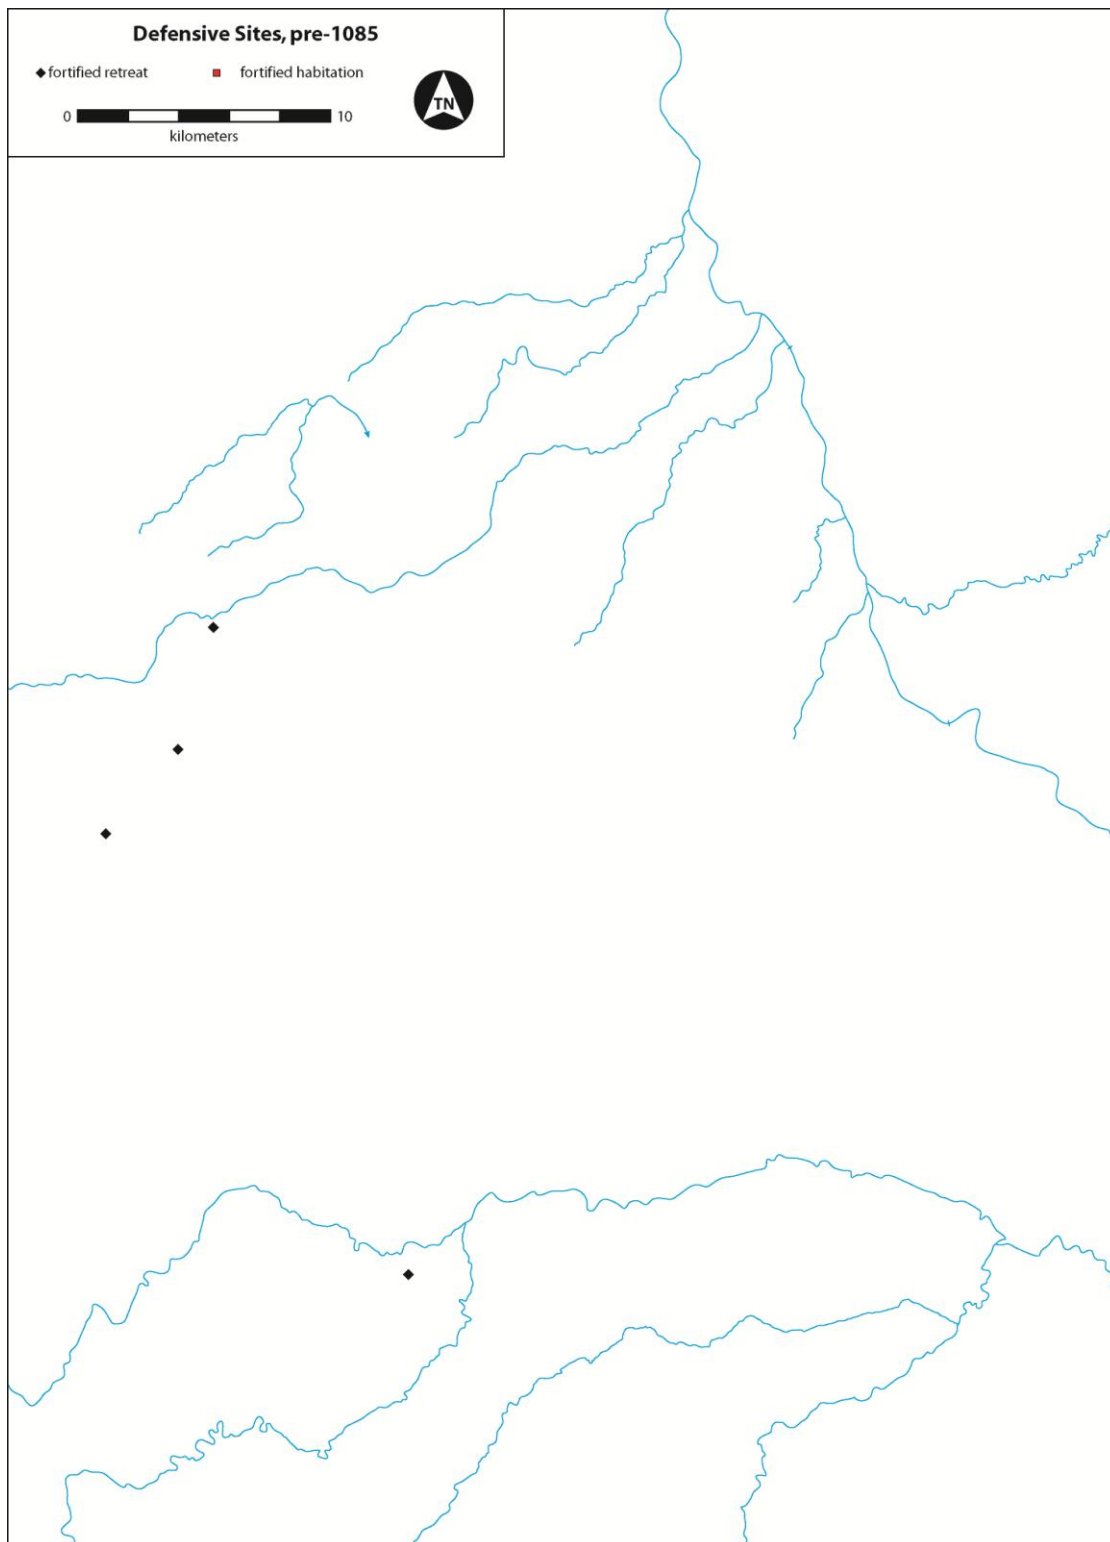 Defensive Sites, pre-1085
fortified retreat fortified habitation
0 10
kilometers
TN